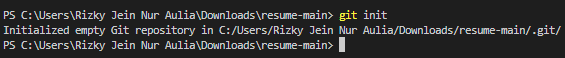 PS C:\Users\Rizky Jein Nur Aulia\Downloads\resume-main> git init
Initialized empty Git repository in C:/Users/Rizky Jein Nur Aulia/Downloads/resume-main/.git/
PS C:\Users\Rizky Jein Nur Aulia\Downloads\resume-main>